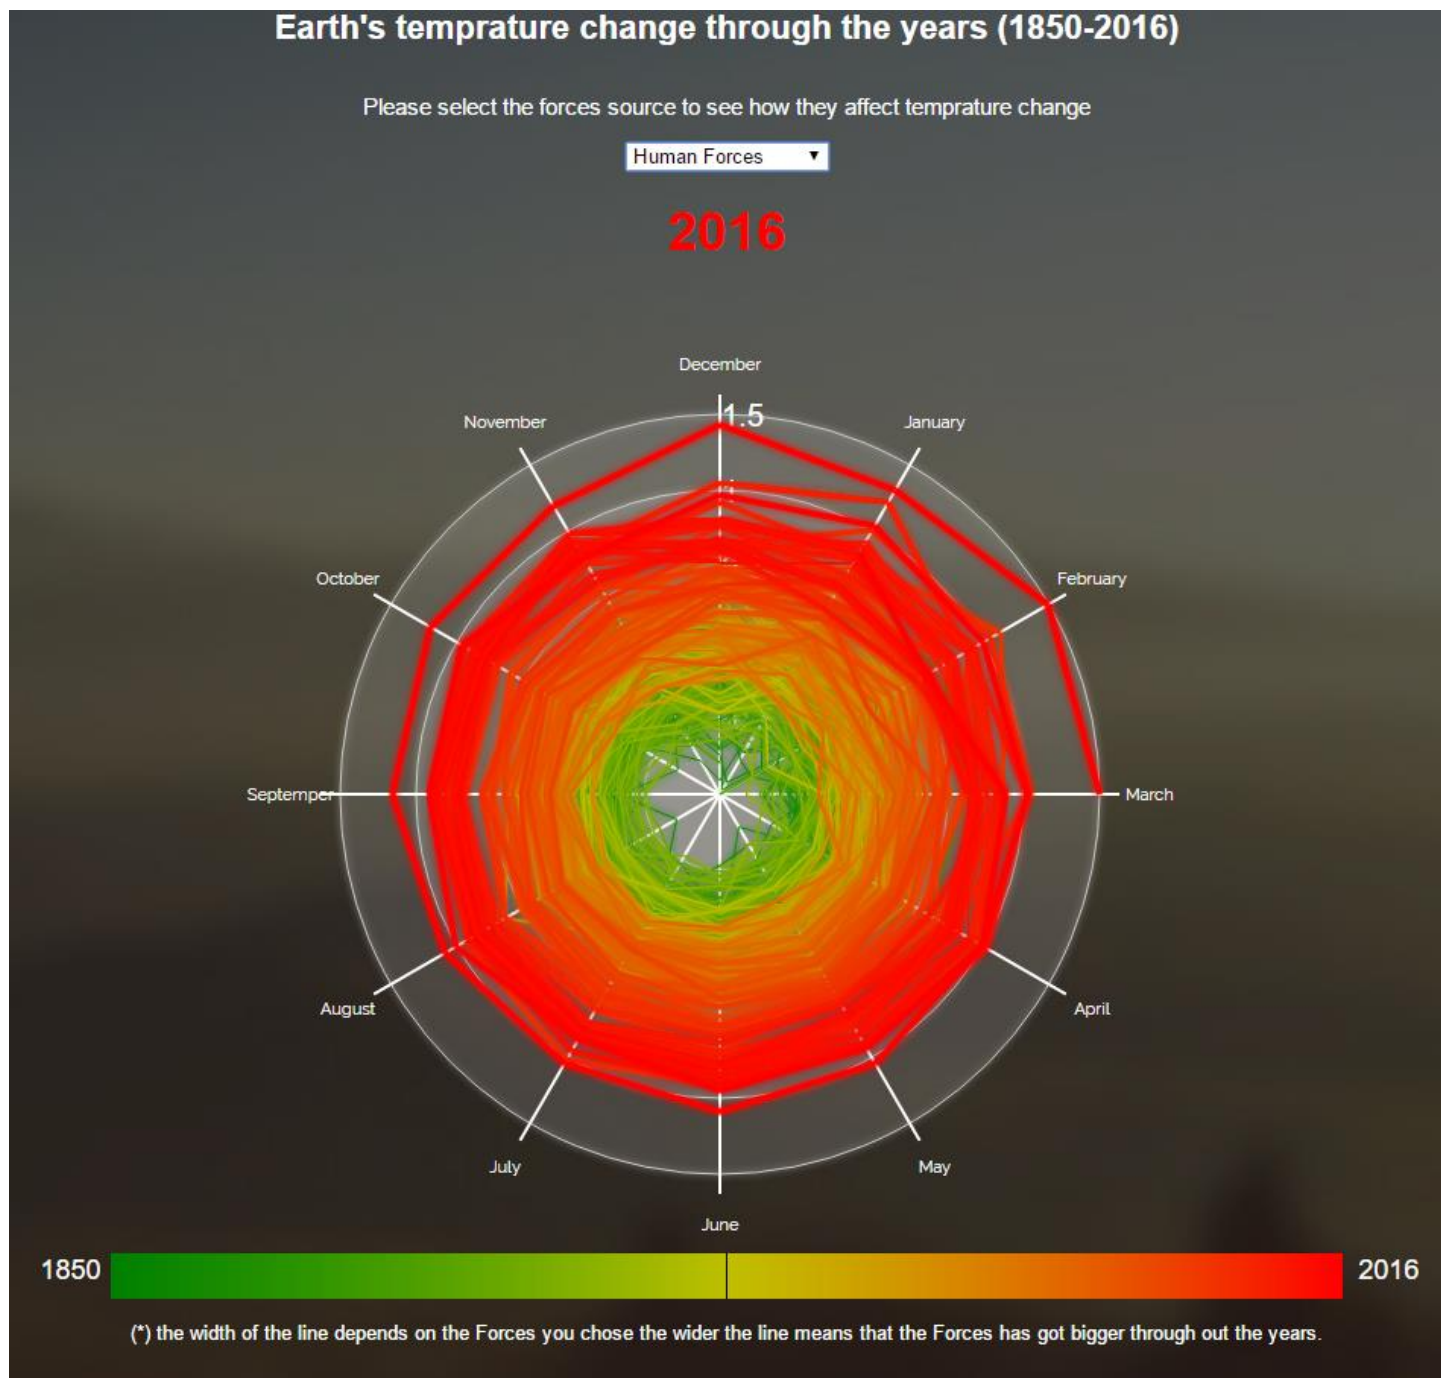 Earth's temprature change through the years (1850-2016)
Please select the forces source to see how they affect temprature change
Human Forces
2016
December
1.5
November
January
1
October
February
Septemper
March
August
April
July
May
June
1850
2016
(*) the width of the line depends on the Forces you chose the wider the line means that the Forces has got bigger through out the years.